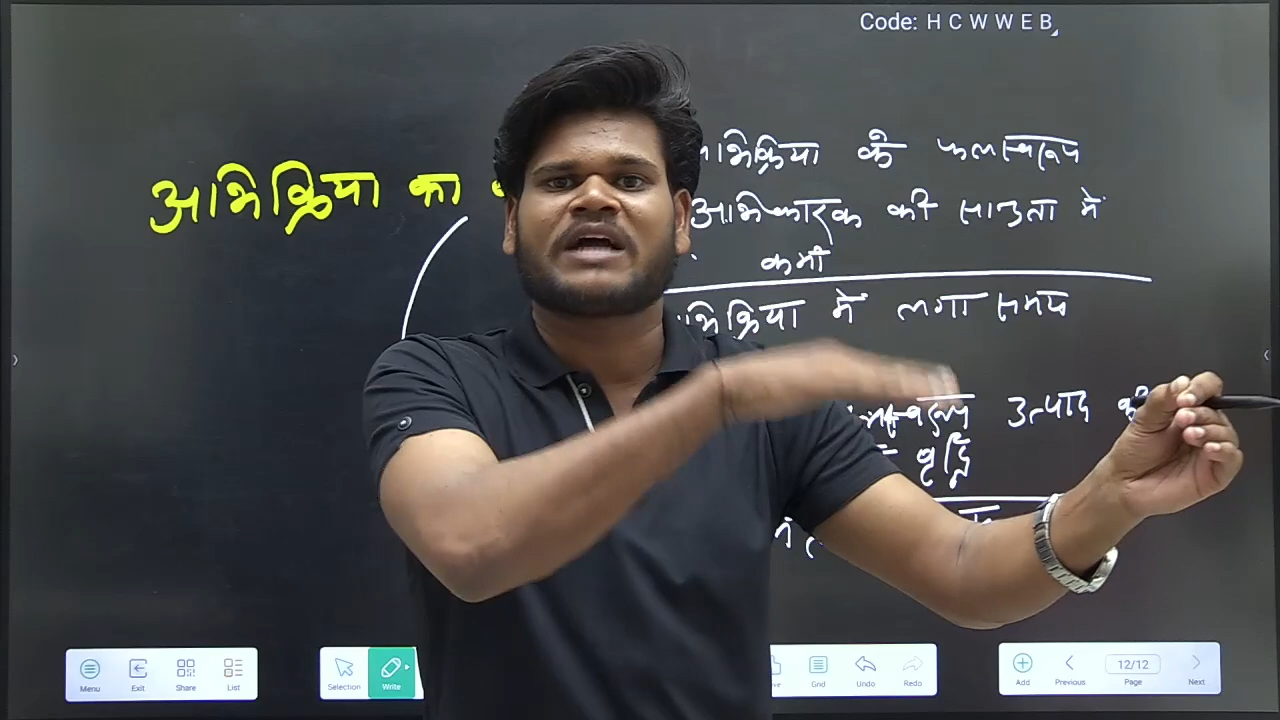 Code: H C W W E B
अभिक्रिया का
अभिक्रिया के फलस्वरूप
अभिकारक की सान्द्रता में
कमी
अभिक्रिया में लगा समय
उत्पाद की
वृद्धि
Menu
Exit
Share
List
Selection
Write
Grid
Undo
Redo
Add
Previous
12/12
Page
Next